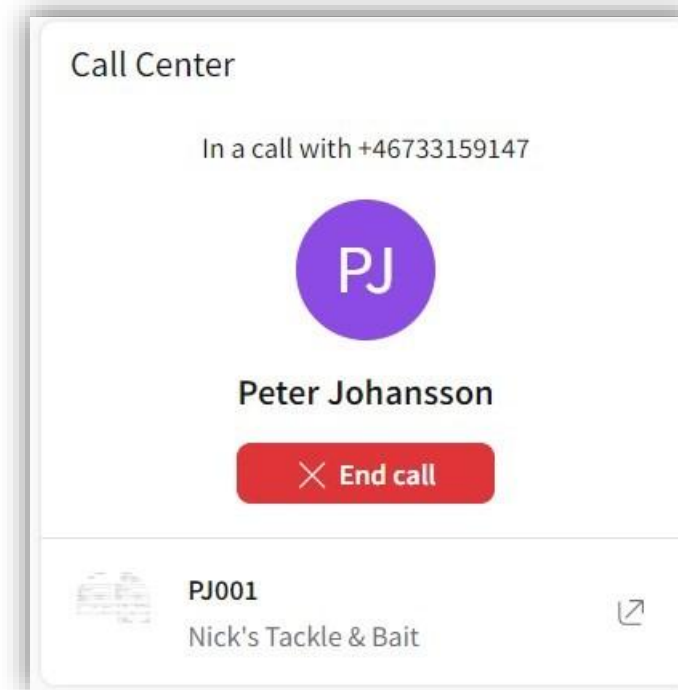 Call Center
In a call with +46733159147
PJ
Peter Johansson
End call
PJ001
Nick's Tackle & Bait